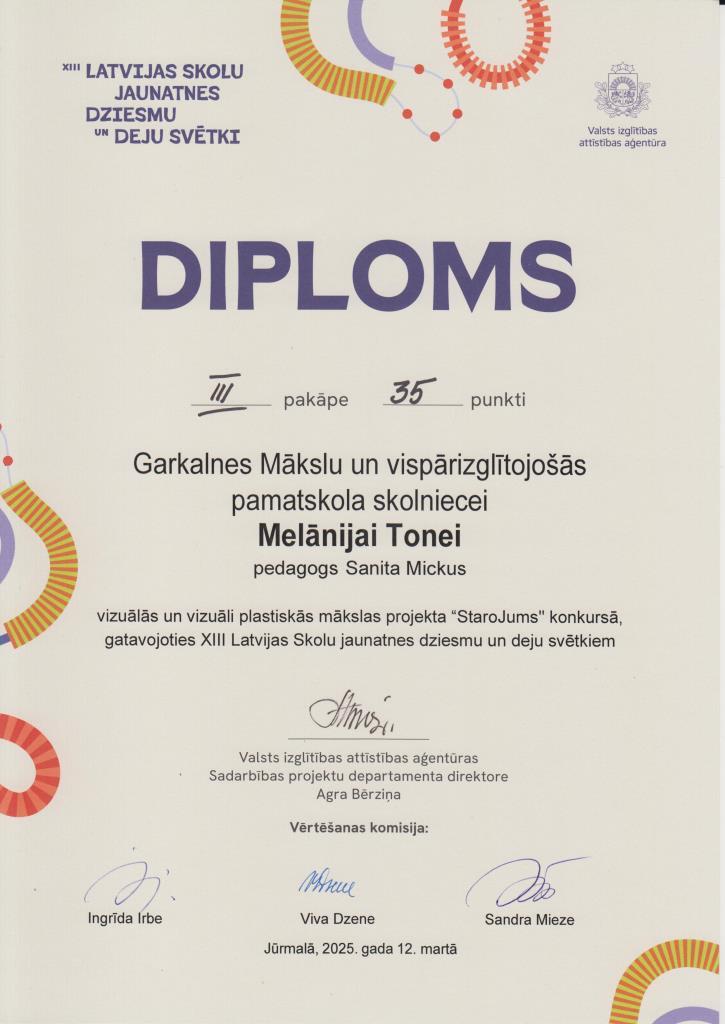 XIII LATVIJAS SKOLU
JAUNATNES
DZIESMU
UN DEJU SVĒTKI
Valsts izglītības
attīstības aģentūra
DIPLOMS
III pakāpe 35 punkti
Garkalnes Mākslu un vispārizglītojošās
pamatskola skolniecei
Melānijai Tonei
pedagogs Sanita Mickus
vizuālās un vizuāli plastiskās mākslas projekta “StaroJums" konkursā,
gatavojoties XIII Latvijas Skolu jaunatnes dziesmu un deju svētkiem
Valsts izglītības attīstības aģentūras
Sadarbības projektu departamenta direktore
Agra Bērziņa
Vērtēšanas komisija:
Ingrīda Irbe Viva Dzene Sandra Mieze
Jūrmalā, 2025. gada 12. martā